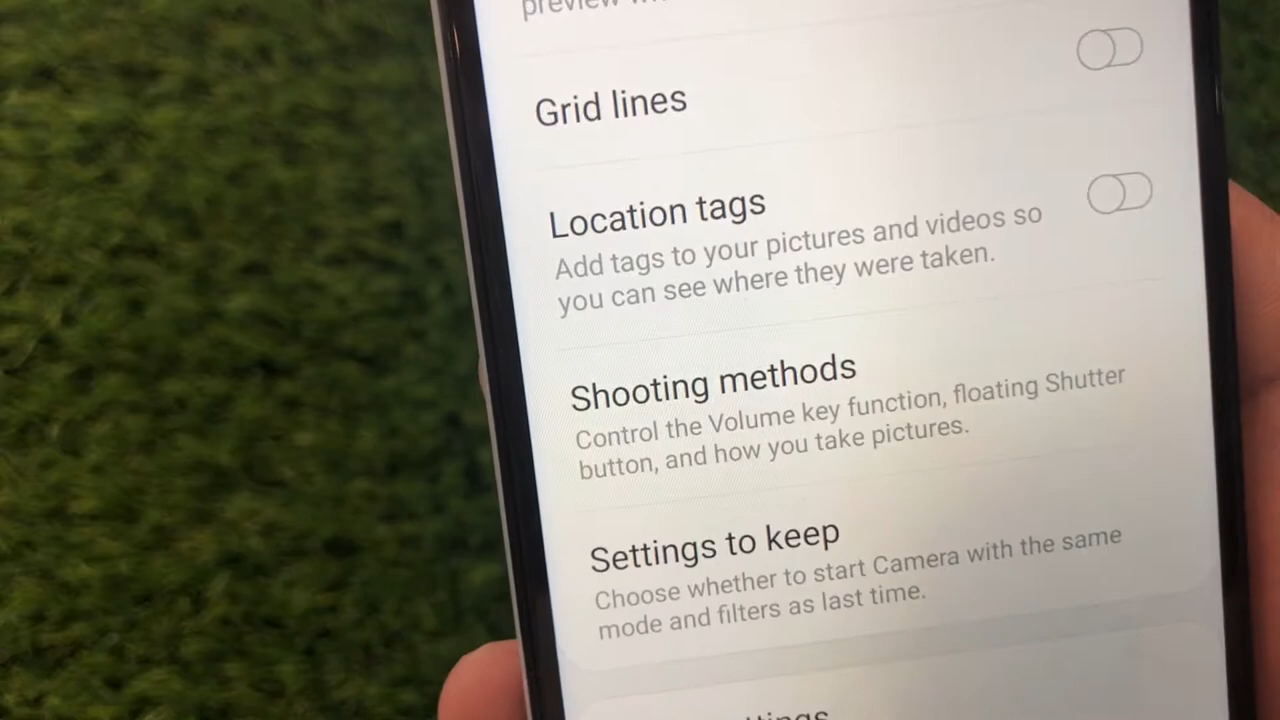 preview
Grid lines
Location tags
Add tags to your pictures and videos so
you can see where they were taken.
Shooting methods
Control the Volume key function, floating Shutter
button, and how you take pictures.
Settings to keep
Choose whether to start Camera with the same
mode and filters as last time.